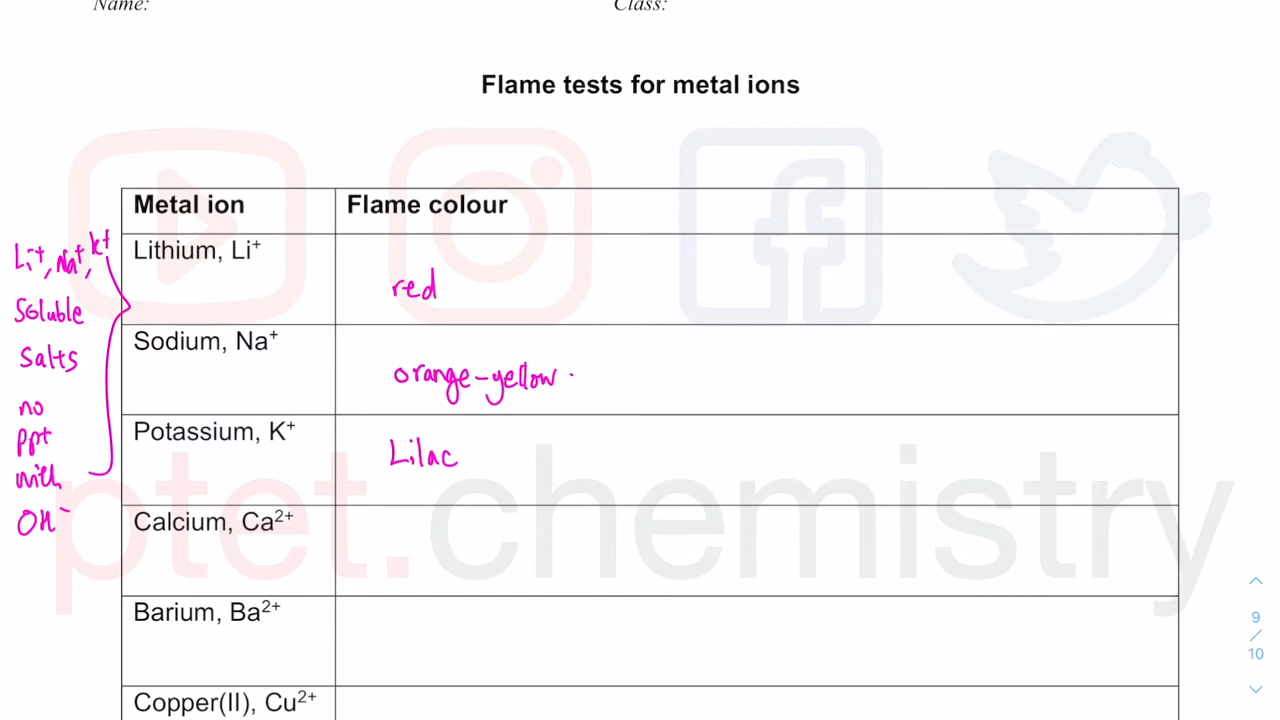 Name:
Class:
Flame tests for metal ions
Metal ion
Flame colour
Lithium, Li⁺
red
Sodium, Na⁺
orange-yellow.
Potassium, K⁺
Lilac
Calcium, Ca²⁺
Barium, Ba²⁺
Copper(II), Cu²⁺
Li⁺, Na⁺, K⁺
Soluble
Salts
no
ppt
with
OH⁻
ptet.chemistry
9
/
10